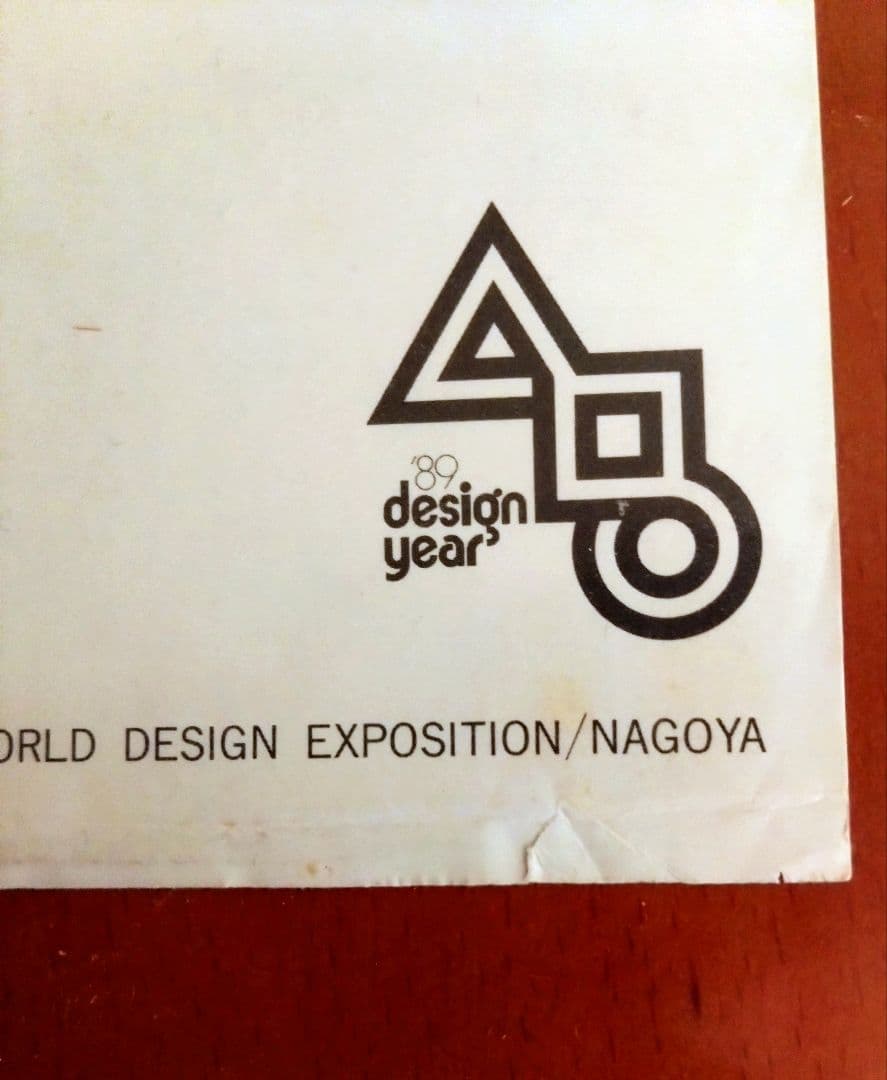 '89
design
year
ORLD DESIGN EXPOSITION/NAGOYA